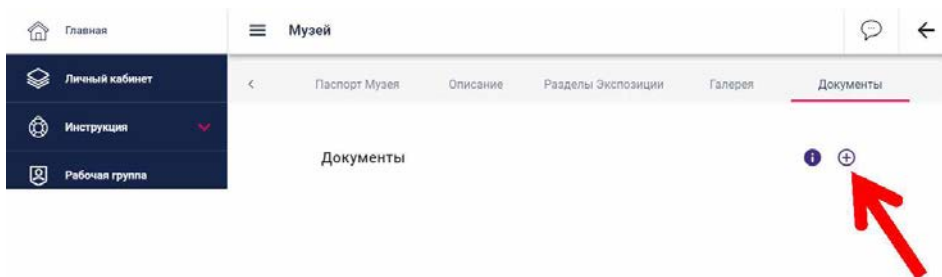 Главная
Музей
Личный кабинет
Паспорт Музея
Описание
Разделы Экспозиции
Галерея
Документы
Инструкция
Документы
Рабочая группа